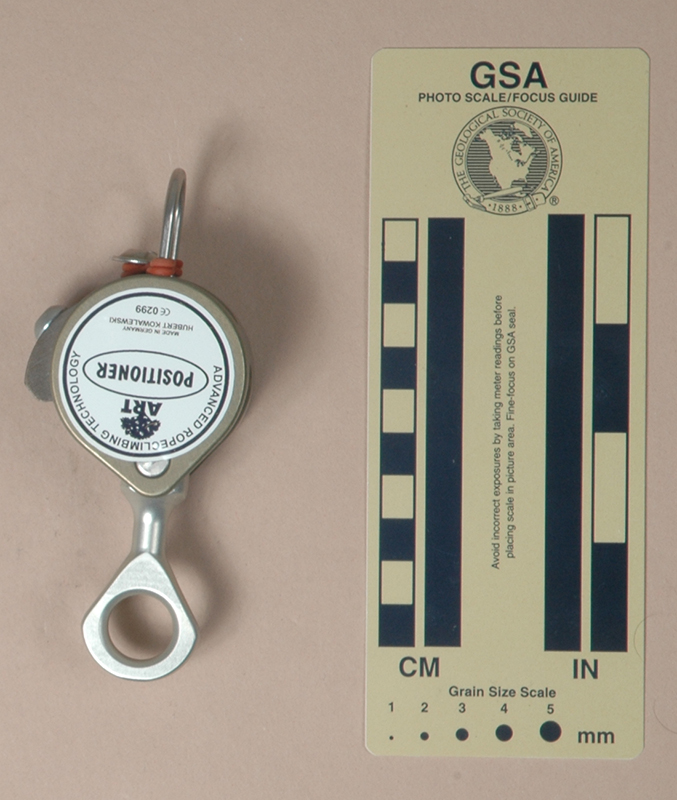 GSA
PHOTO SCALE/FOCUS GUIDE
THE GEOLOGICAL SOCIETY OF AMERICA
·1888·
®
Avoid incorrect exposures by taking meter readings before
placing scale in picture area. Fine-focus on GSA seal.
CM
IN
Grain Size Scale
1 2 3 4 5
mm
ADVANCED ROPECLIMBING TECHNOLOGY
ART
POSITIONER
HUBERT KOWALEWSKI
MADE IN GERMANY
CE 0299